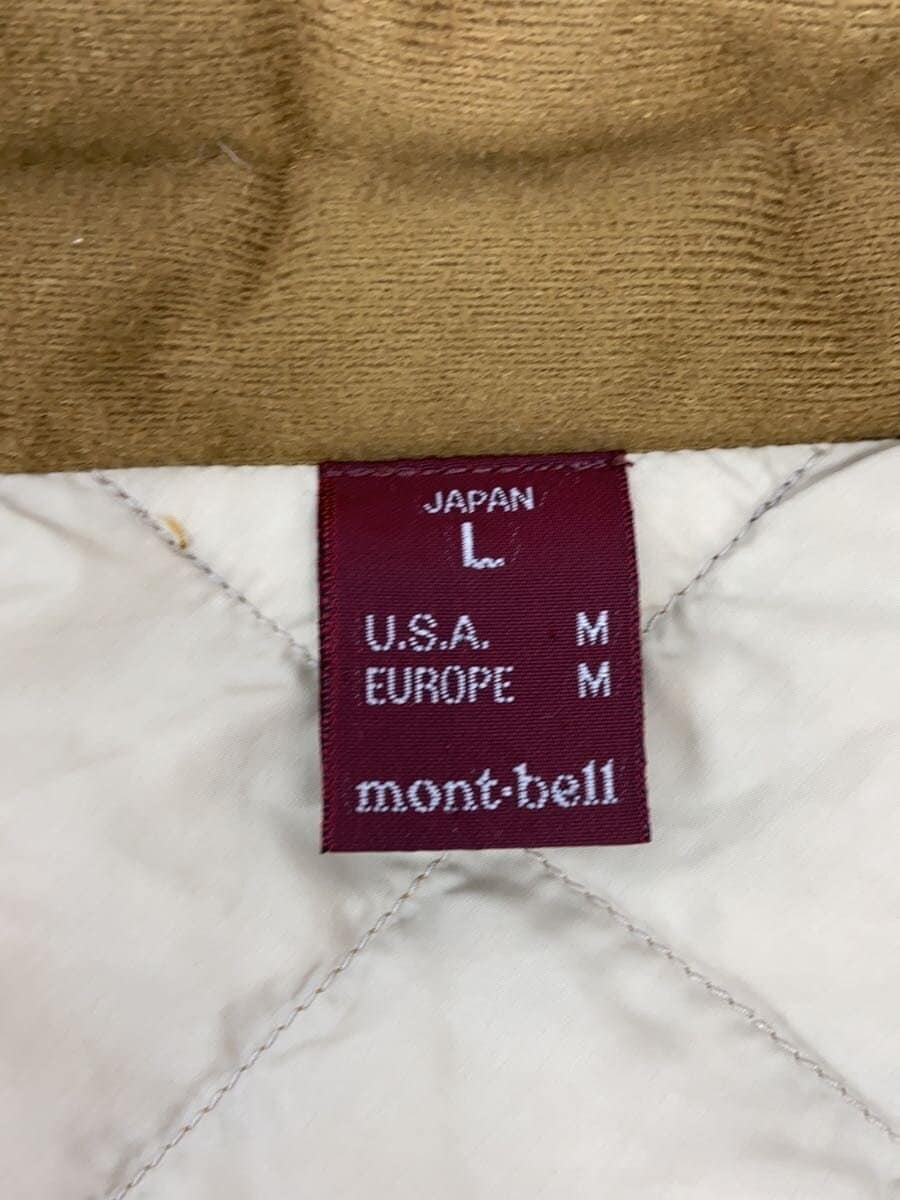 JAPAN
L
U.S.A. M
EUROPE M
mont-bell